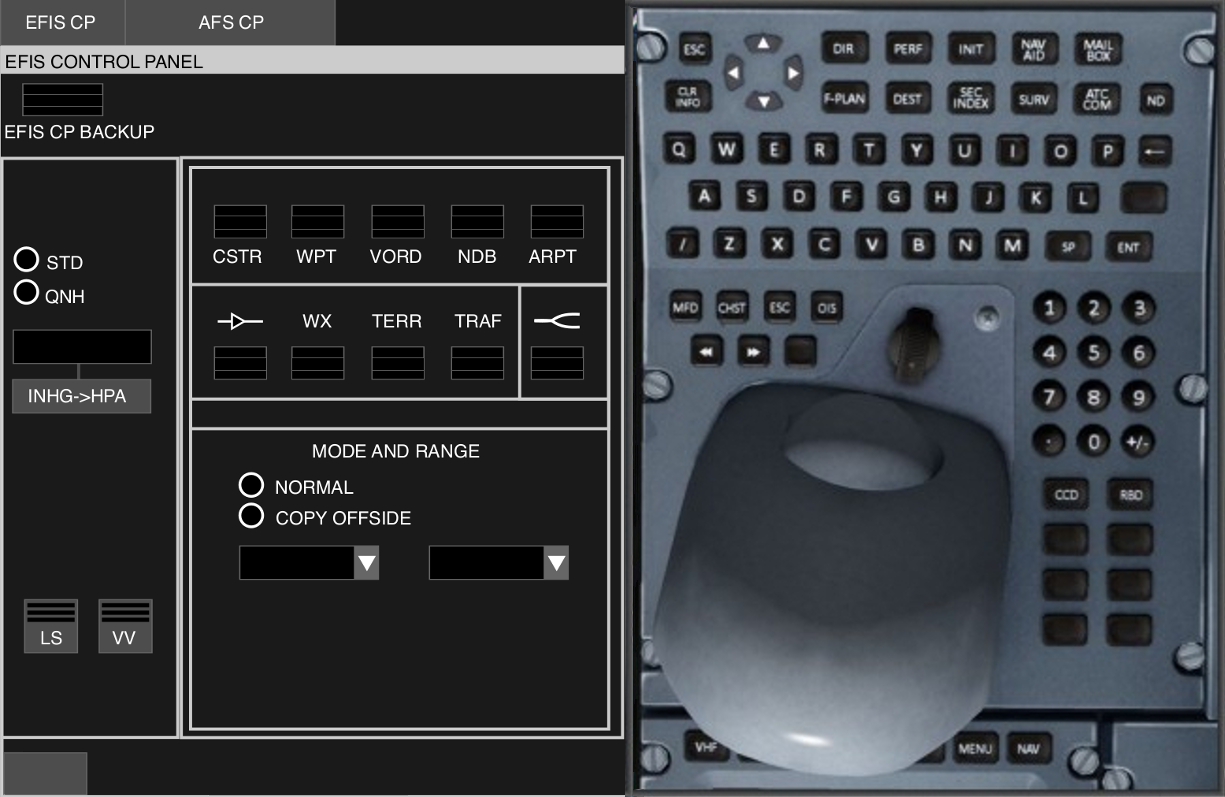 EFIS CP AFS CP
EFIS CONTROL PANEL
EFIS CP BACKUP
STD
QNH
INHG->HPA
LS VV
CSTR WPT VORD NDB ARPT
WX TERR TRAF
MODE AND RANGE
NORMAL
COPY OFFSIDE
ESC DIR PERF INIT NAV AID MAIL BOX
CLR INFO F-PLAN DEST SEC INDEX SURV ATC COM ND
Q W E R T Y U I O P
A S D F G H J K L
/ Z X C V B N M SP ENT
MFD CHST ESC OIS
1 2 3
4 5 6
7 8 9
. 0 +/-
CCD RBD
VHF MENU NAV